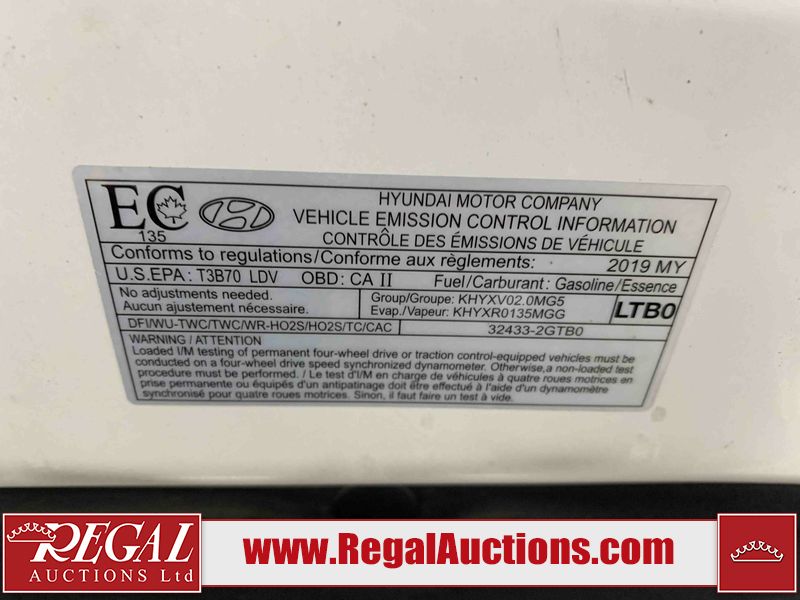 EC
135
HYUNDAI MOTOR COMPANY
VEHICLE EMISSION CONTROL INFORMATION
CONTRÔLE DES ÉMISSIONS DE VÉHICULE
Conforms to regulations/Conforme aux règlements: 2019 MY
U.S.EPA: T3B70 LDV OBD: CA II Fuel/Carburant: Gasoline/Essence
No adjustments needed.
Aucun ajustement nécessaire.
Group/Groupe: KHYXV02.0MG5
Evap./Vapeur: KHYXR0135MGG
LTB0
DFI/WU-TWC/TWC/WR-HO2S/HO2S/TC/CAC 32433-2GTB0
WARNING / ATTENTION
Loaded I/M testing of permanent four-wheel drive or traction control-equipped vehicles must be
conducted on a four-wheel drive speed synchronized dynamometer. Otherwise,a non-loaded test
procedure must be performed. / Le test d'I/M en charge de véhicules à quatre roues motrices en
prise permanente ou équipés d'un antipatinage doit être effectué à l'aide d'un dynamomètre
synchronisé pour quatre roues motrices. Sinon, il faut faire un test à vide.
REGAL
AUCTIONS Ltd
www.RegalAuctions.com